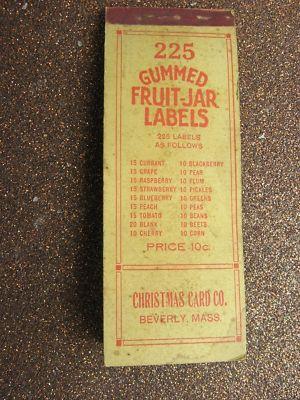 225
GUMMED
FRUIT-JAR
LABELS
225 LABELS
AS FOLLOWS
15 CURRANT 10 BLACKBERRY
15 GRAPE 10 PEAR
15 RASPBERRY 10 PLUM
15 STRAWBERRY 10 PICKLES
15 BLUEBERRY 10 GREENS
15 PEACH 10 PEAS
15 TOMATO 10 BEANS
20 BLANK 10 BEETS
10 CHERRY 10 CORN
PRICE 10c.
CHRISTMAS CARD CO.
BEVERLY, MASS.